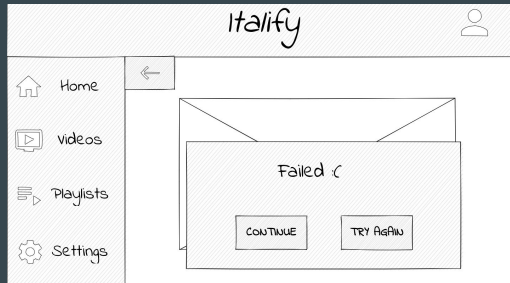 Italify
Home
Videos
Playlists
Settings
Failed :(
CONTINUE
TRY AGAIN